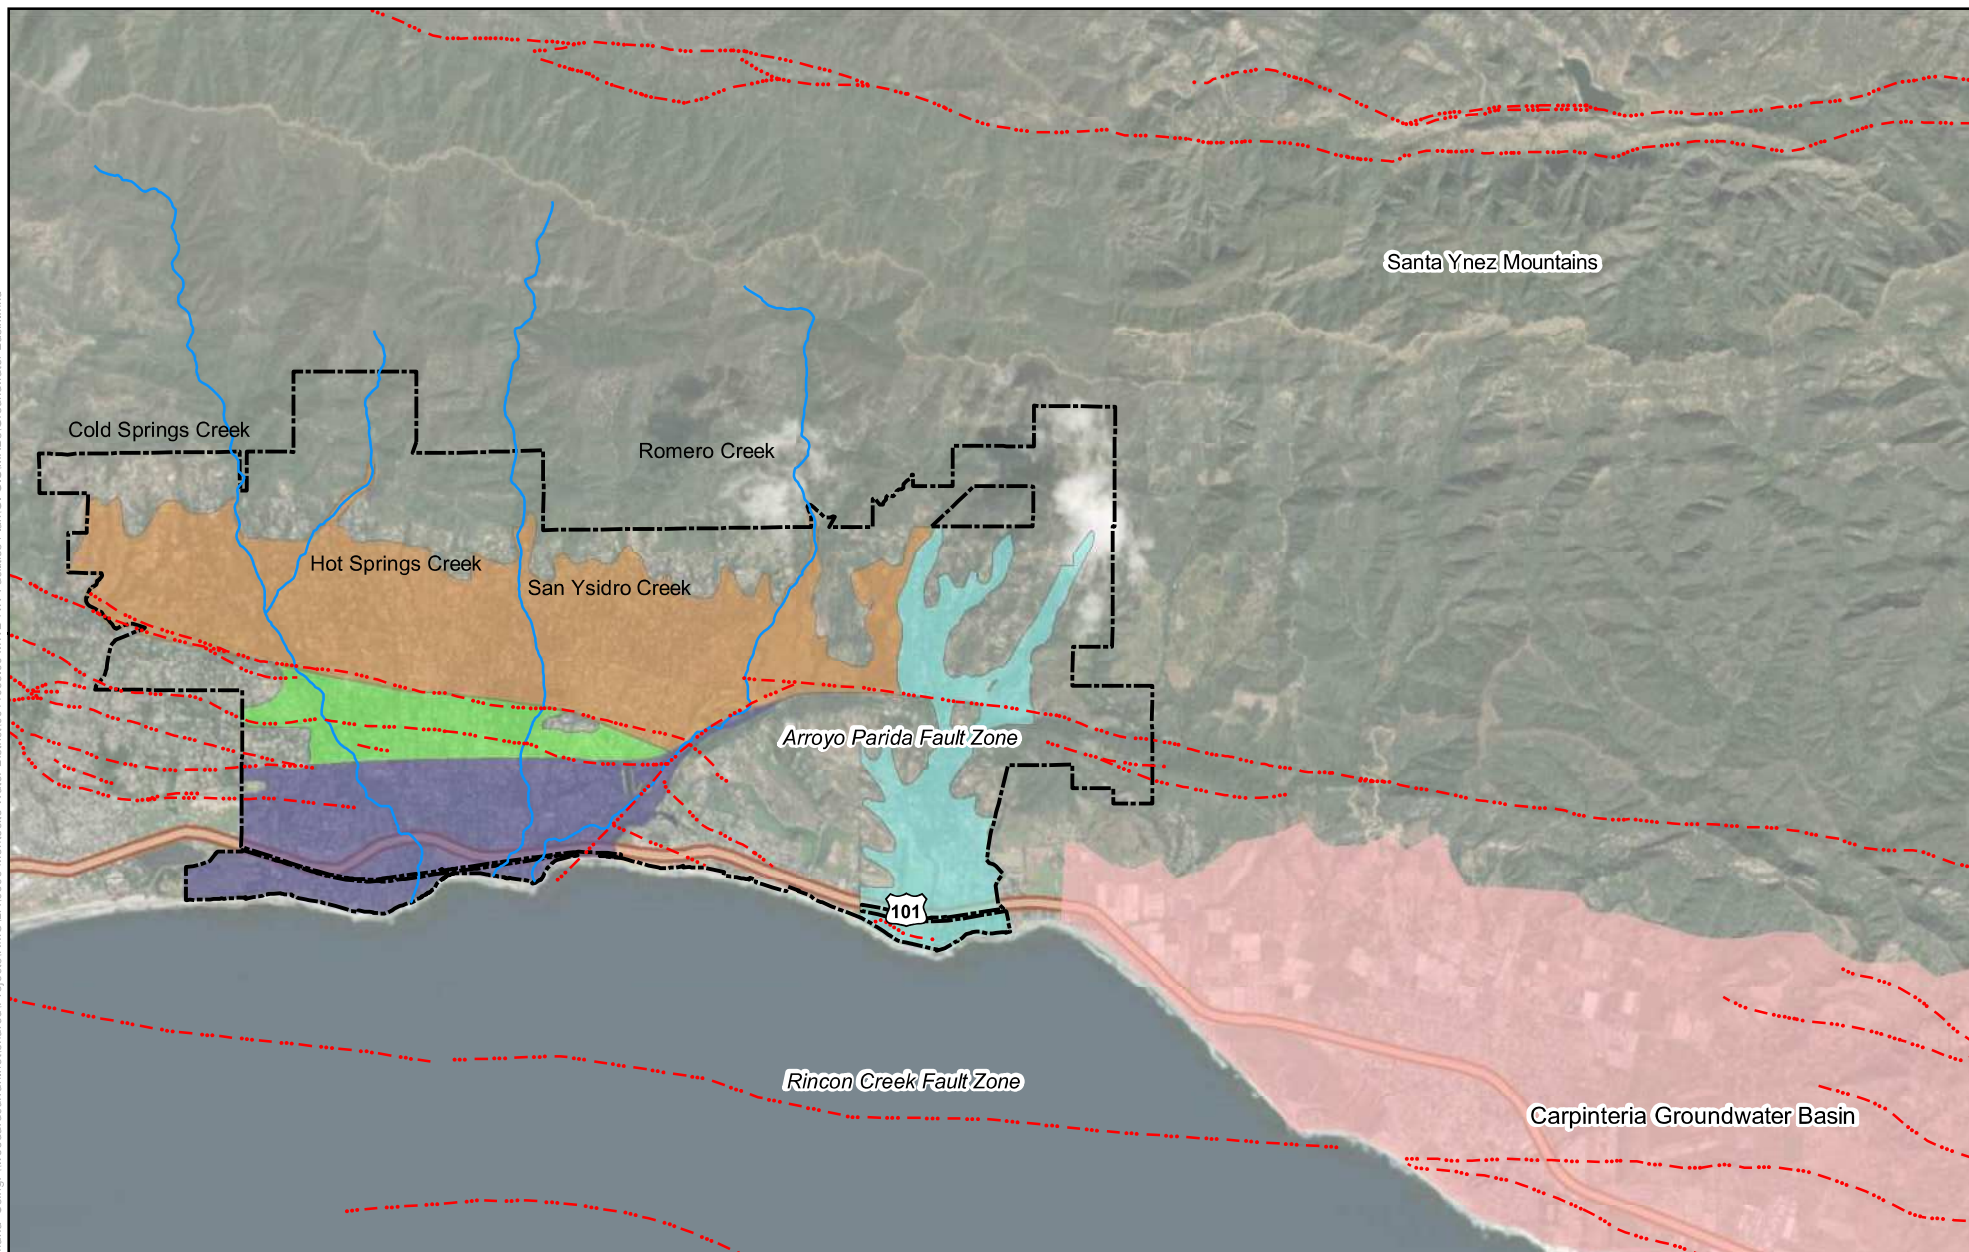 Santa Ynez Mountains
Cold Springs Creek
Romero Creek
Hot Springs Creek
San Ysidro Creek
Arroyo Parida Fault Zone
101
Rincon Creek Fault Zone
Carpinteria Groundwater Basin